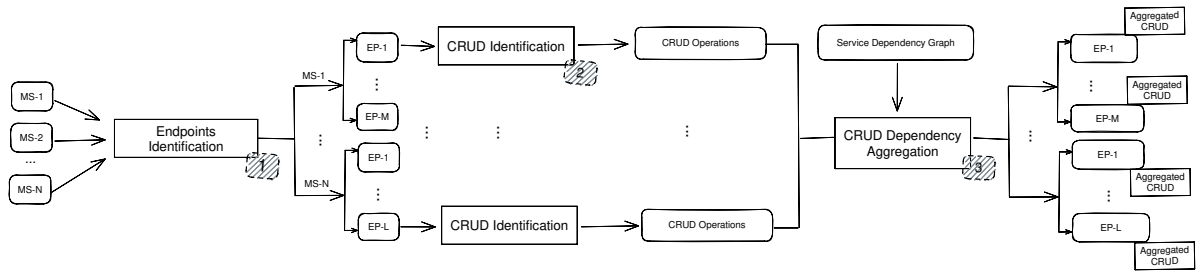 MS-1
MS-2
...
MS-N
Endpoints
Identification
1
MS-1
⋮
MS-N
EP-1
⋮
EP-M
EP-1
⋮
EP-L
CRUD Identification
2
⋮
⋮
CRUD Identification
CRUD Operations
⋮
CRUD Operations
Service Dependency Graph
CRUD Dependency
Aggregation
3
⋮
Aggregated
CRUD
EP-1
⋮
Aggregated
CRUD
EP-M
EP-1
Aggregated
CRUD
⋮
EP-L
Aggregated
CRUD